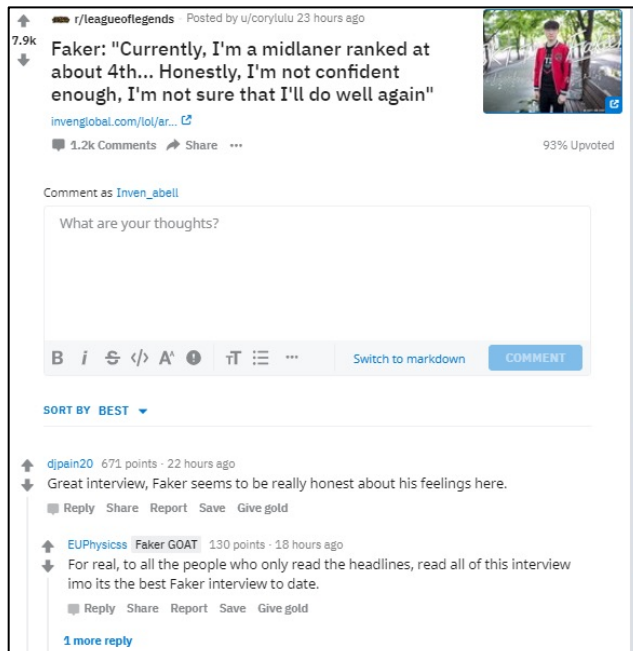 r/leagueoflegends · Posted by u/corylulu 23 hours ago
7.9k
Faker: "Currently, I'm a midlaner ranked at
about 4th... Honestly, I'm not confident
enough, I'm not sure that I'll do well again"
invenglobal.com/lol/ar...
1.2k Comments Share ...
93% Upvoted
Comment as Inven_abell
What are your thoughts?
B i S </> A^ ! TT ... Switch to markdown COMMENT
SORT BY BEST
djpain20 671 points · 22 hours ago
Great interview, Faker seems to be really honest about his feelings here.
Reply Share Report Save Give gold
EUPhysicss Faker GOAT 130 points · 18 hours ago
For real, to all the people who only read the headlines, read all of this interview
imo its the best Faker interview to date.
Reply Share Report Save Give gold
1 more reply